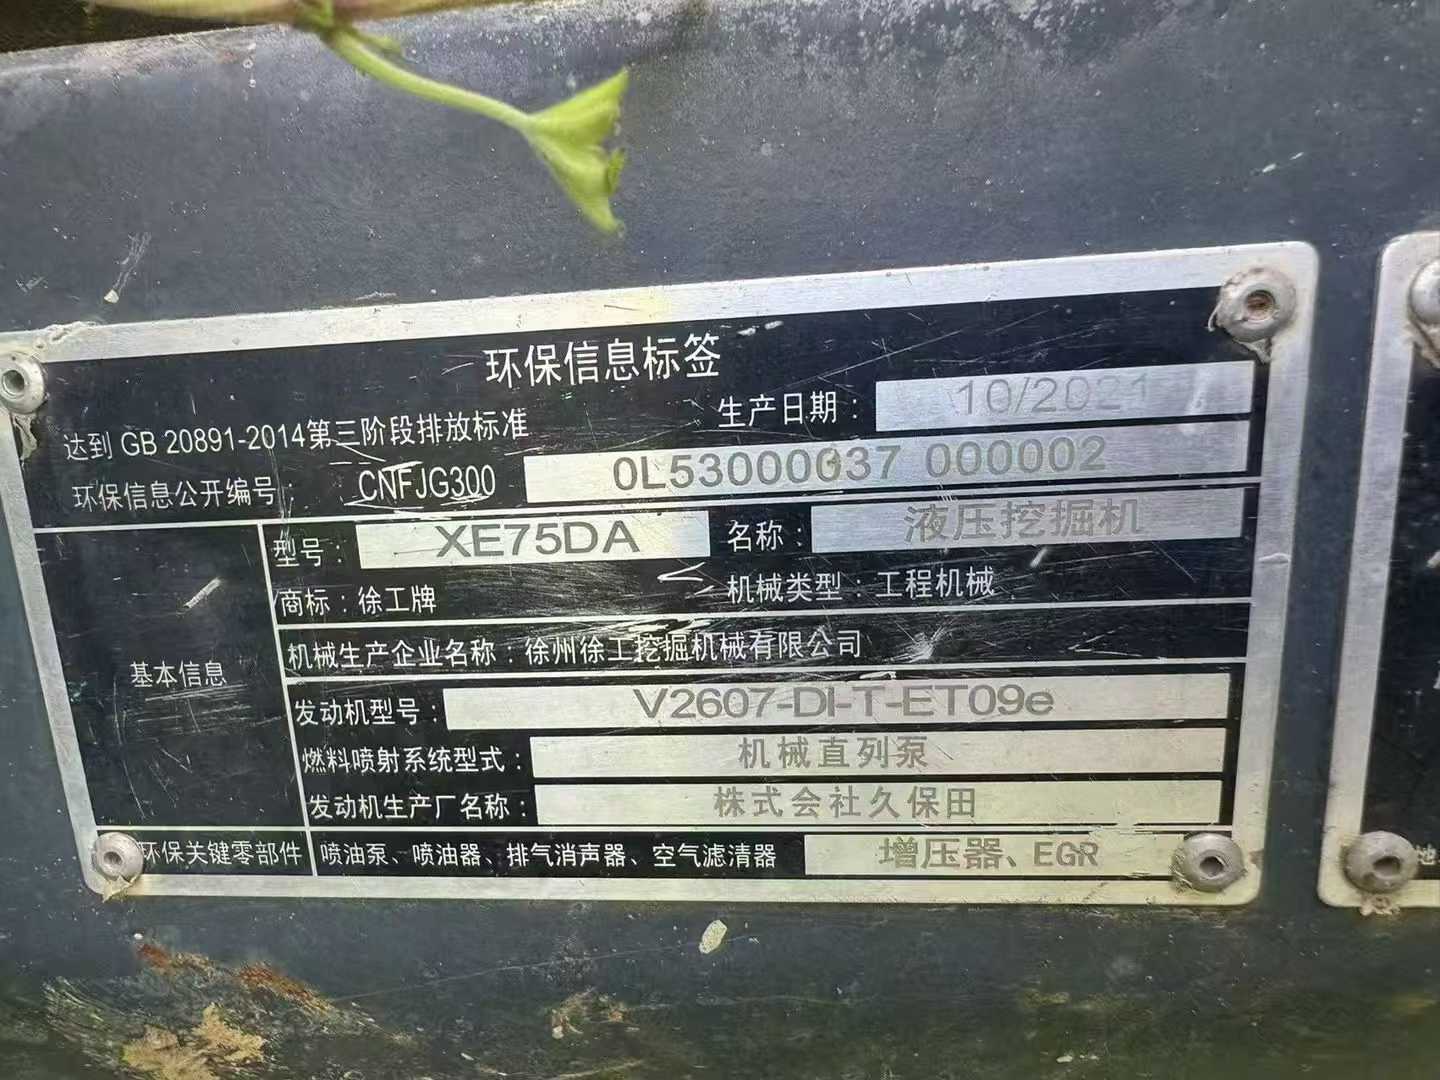 环保信息标签
达到 GB 20891-2014第三阶段排放标准
生产日期： 10/2021
环保信息公开编号： CNFJG300 0L53000037 000002
基本信息
型号： XE75DA 名称： 液压挖掘机
商标：徐工牌 机械类型：工程机械
机械生产企业名称：徐州徐工挖掘机械有限公司
发动机型号： V2607-DI-T-ET09e
燃料喷射系统型式： 机械直列泵
发动机生产厂名称： 株式会社久保田
环保关键零部件 喷油泵、喷油器、排气消声器、空气滤清器 增压器、EGR
地